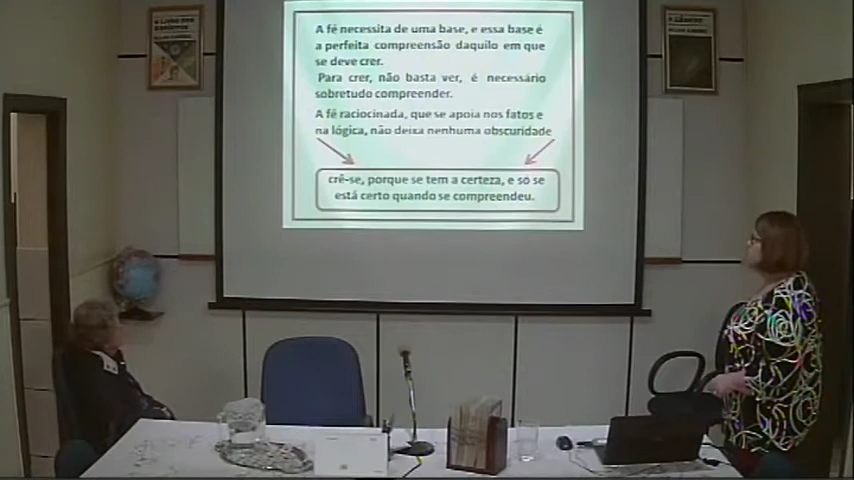 A fé necessita de uma base, e essa base é
a perfeita compreensão daquilo em que
se deve crer.
Para crer, não basta ver, é necessário
sobretudo compreender.
A fé raciocinada, que se apoia nos fatos e
na lógica, não deixa nenhuma obscuridade
crê-se, porque se tem a certeza, e só se
está certo quando se compreendeu.